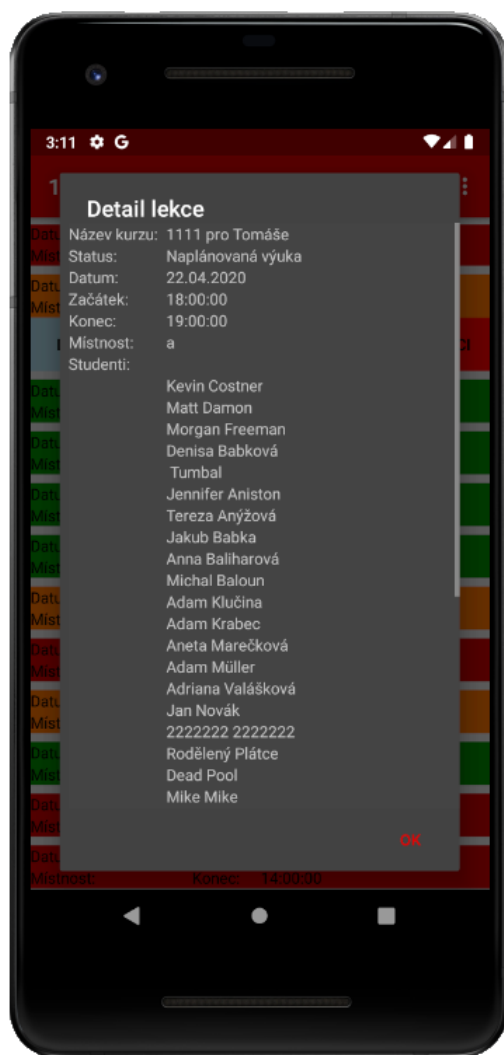 3:11 G
1
Detail lekce
Název kurzu: 1111 pro Tomáše
Status: Naplánovaná výuka
Datum: 22.04.2020
Začátek: 18:00:00
Konec: 19:00:00
Místnost: a
Studenti:
Kevin Costner
Matt Damon
Morgan Freeman
Denisa Babková
Tumbal
Jennifer Aniston
Tereza Anýžová
Jakub Babka
Anna Baliharová
Michal Baloun
Adam Klučina
Adam Krabec
Aneta Marečková
Adam Müller
Adriana Valášková
Jan Novák
2222222 2222222
Rodělený Plátce
Dead Pool
Mike Mike
OK
Místnost: Konec: 14:00:00